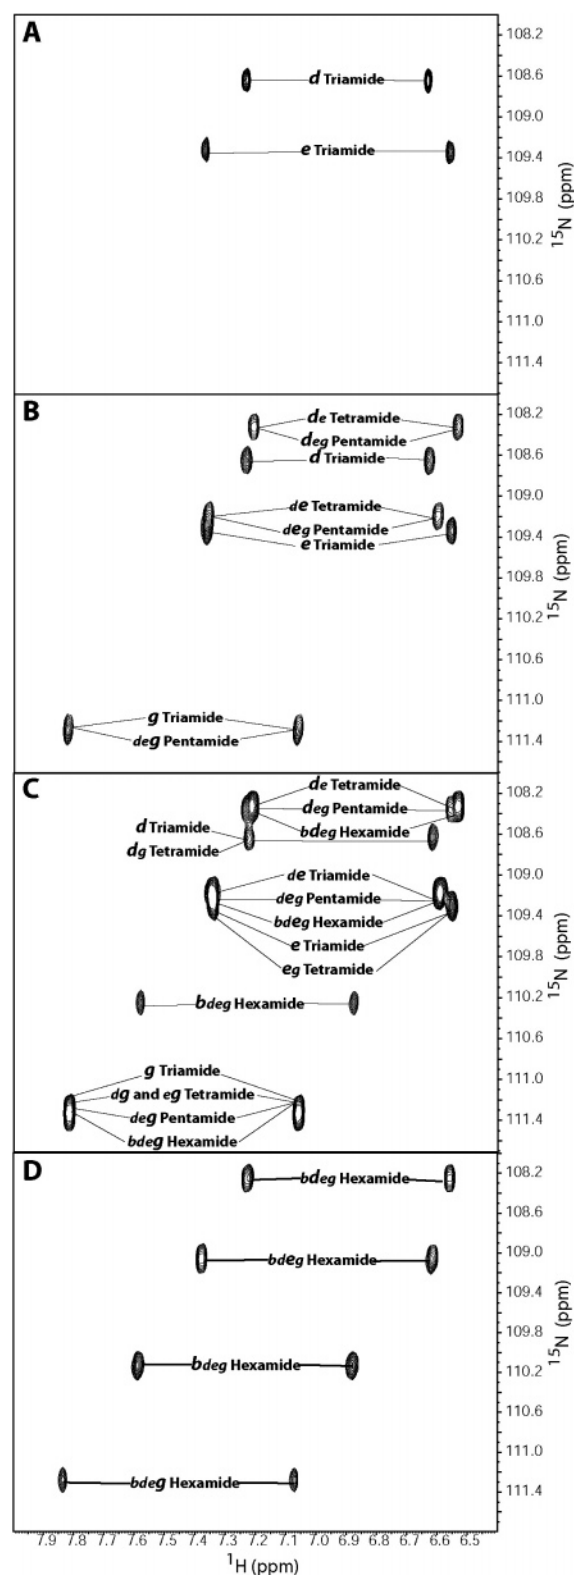 A
108.2
d Triamide
108.6
109.0
e Triamide
109.4
109.8
110.2
110.6
111.0
111.4
15N (ppm)
B
108.2
de Tetramide
deg Pentamide
d Triamide
108.6
109.0
de Tetramide
deg Pentamide
e Triamide
109.4
109.8
110.2
110.6
111.0
g Triamide
deg Pentamide
111.4
15N (ppm)
C
de Tetramide
108.2
deg Pentamide
bdeg Hexamide
d Triamide
108.6
dg Tetramide
de Triamide
109.0
deg Pentamide
bdeg Hexamide
109.4
e Triamide
eg Tetramide
109.8
bdeg Hexamide
110.2
110.6
g Triamide
111.0
dg and eg Tetramide
deg Pentamide
111.4
bdeg Hexamide
15N (ppm)
D
bdeg Hexamide
108.2
108.6
bdeg Hexamide
109.0
109.4
109.8
bdeg Hexamide
110.2
110.6
111.0
bdeg Hexamide
111.4
15N (ppm)
7.9 7.8 7.7 7.6 7.5 7.4 7.3 7.2 7.1 7.0 6.9 6.8 6.7 6.6 6.5
1H (ppm)